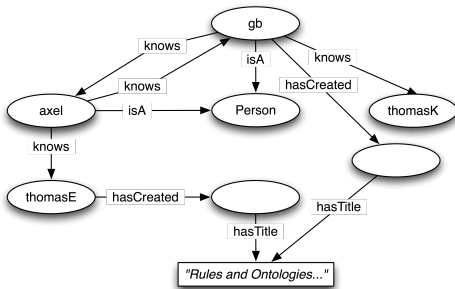 gb
knows
knows
isA
knows
hasCreated
axel
isA
Person
thomasK
knows
thomasE
hasCreated
hasTitle
hasTitle
"Rules and Ontologies..."